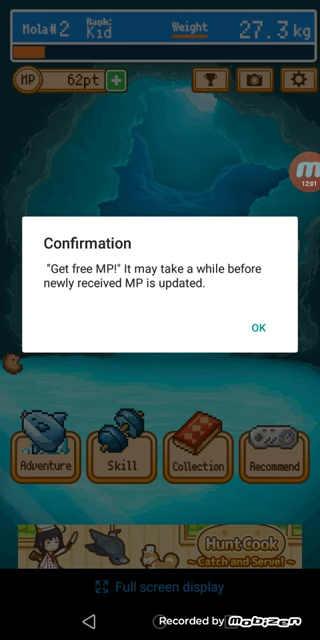 Mola# 2
Rank:
Kid
Weight
27.3 kg
MP
62pt
12:01
Confirmation
"Get free MP!" It may take a while before
newly received MP is updated.
OK
Adventure
Skill
Collection
Recommend
Hunt Cook
~ Catch and Serve! ~
Full screen display
Recorded by Mobizen